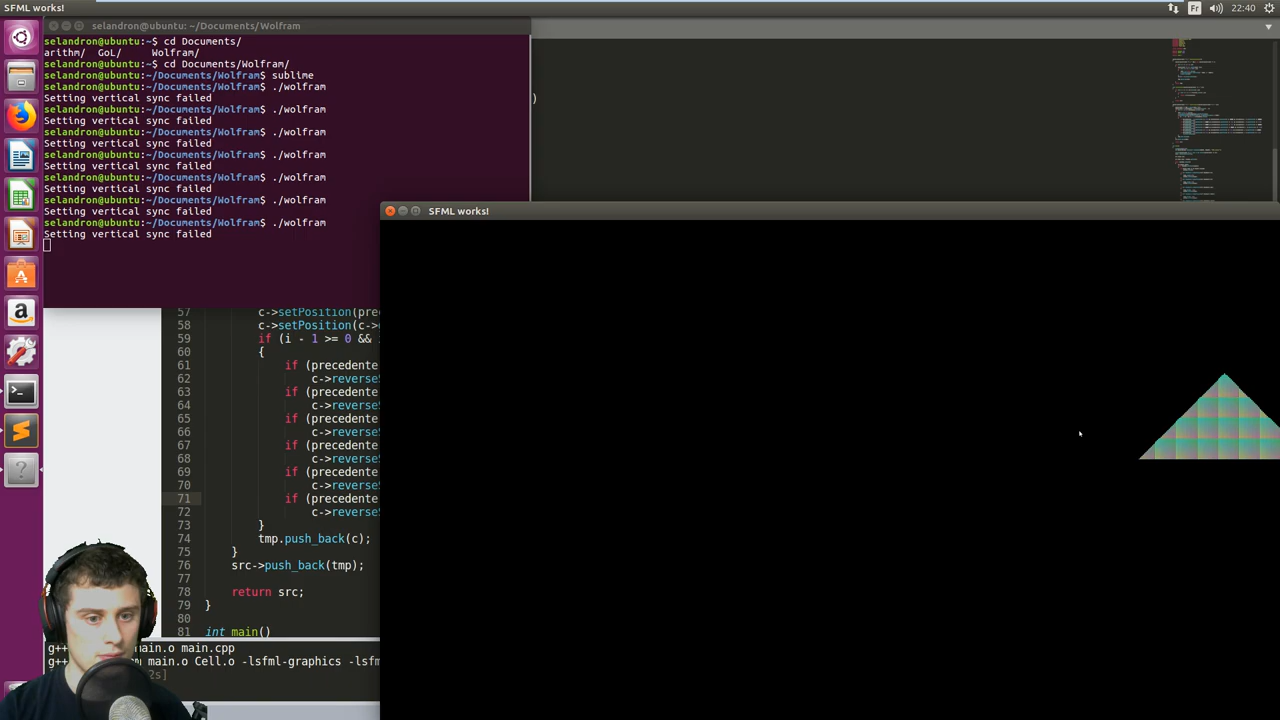 SFML works!
Fr
22:40
selandron@ubuntu: ~/Documents/Wolfram
selandron@ubuntu:~$ cd Documents/
arithm/ GoL/ Wolfram/
selandron@ubuntu:~$ cd Documents/Wolfram/
selandron@ubuntu:~/Documents/Wolfram$ sublime
selandron@ubuntu:~/Documents/Wolfram$ ./wolfram
Setting vertical sync failed
selandron@ubuntu:~/Documents/Wolfram$ ./wolfram
Setting vertical sync failed
selandron@ubuntu:~/Documents/Wolfram$ ./wolfram
Setting vertical sync failed
selandron@ubuntu:~/Documents/Wolfram$ ./wolfram
Setting vertical sync failed
selandron@ubuntu:~/Documents/Wolfram$ ./wolfram
Setting vertical sync failed
selandron@ubuntu:~/Documents/Wolfram$ ./wolfram
Setting vertical sync failed
selandron@ubuntu:~/Documents/Wolfram$ ./wolfram
Setting vertical sync failed
)
SFML works!
57 c->setPosition(pre
58 c->setPosition(c->
59 if (i - 1 >= 0 &&
60 {
61 if (precedente
62 c->reverse
63 if (precedente
64 c->reverse
65 if (precedente
66 c->reverse
67 if (precedente
68 c->reverse
69 if (precedente
70 c->reverse
71 if (precedente
72 c->reverse
73 }
74 tmp.push_back(c);
75 }
76 src->push_back(tmp);
77
78 return src;
79 }
80
81 int main()
g++ main.o main.cpp
g++ m main.o Cell.o -lsfml-graphics -lsfm
s]